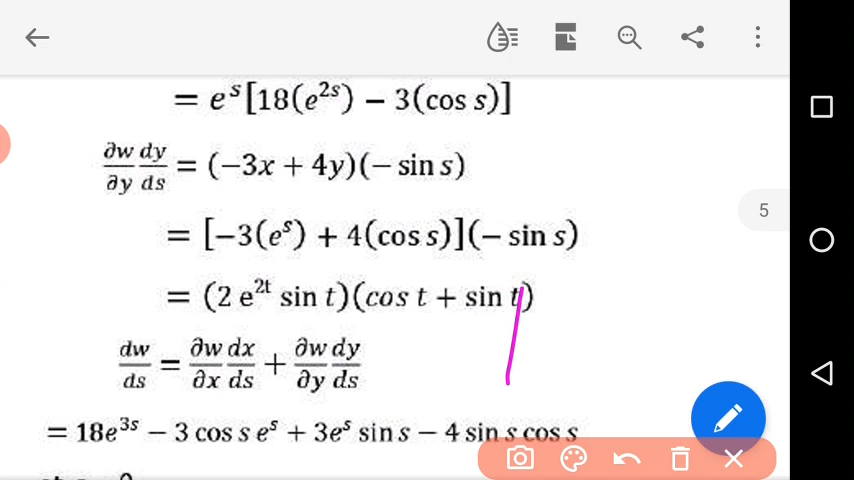 = e^s[18(e^{2s}) − 3(cos s)]
∂w/∂y dy/ds = (−3x + 4y)(− sin s)
5
= [−3(e^s) + 4(cos s)](− sin s)
= (2 e^{2t} sin t)(cos t + sin t)
dw/ds = ∂w/∂x dx/ds + ∂w/∂y dy/ds
= 18e^{3s} − 3 cos s e^s + 3e^s sin s − 4 sin s cos s